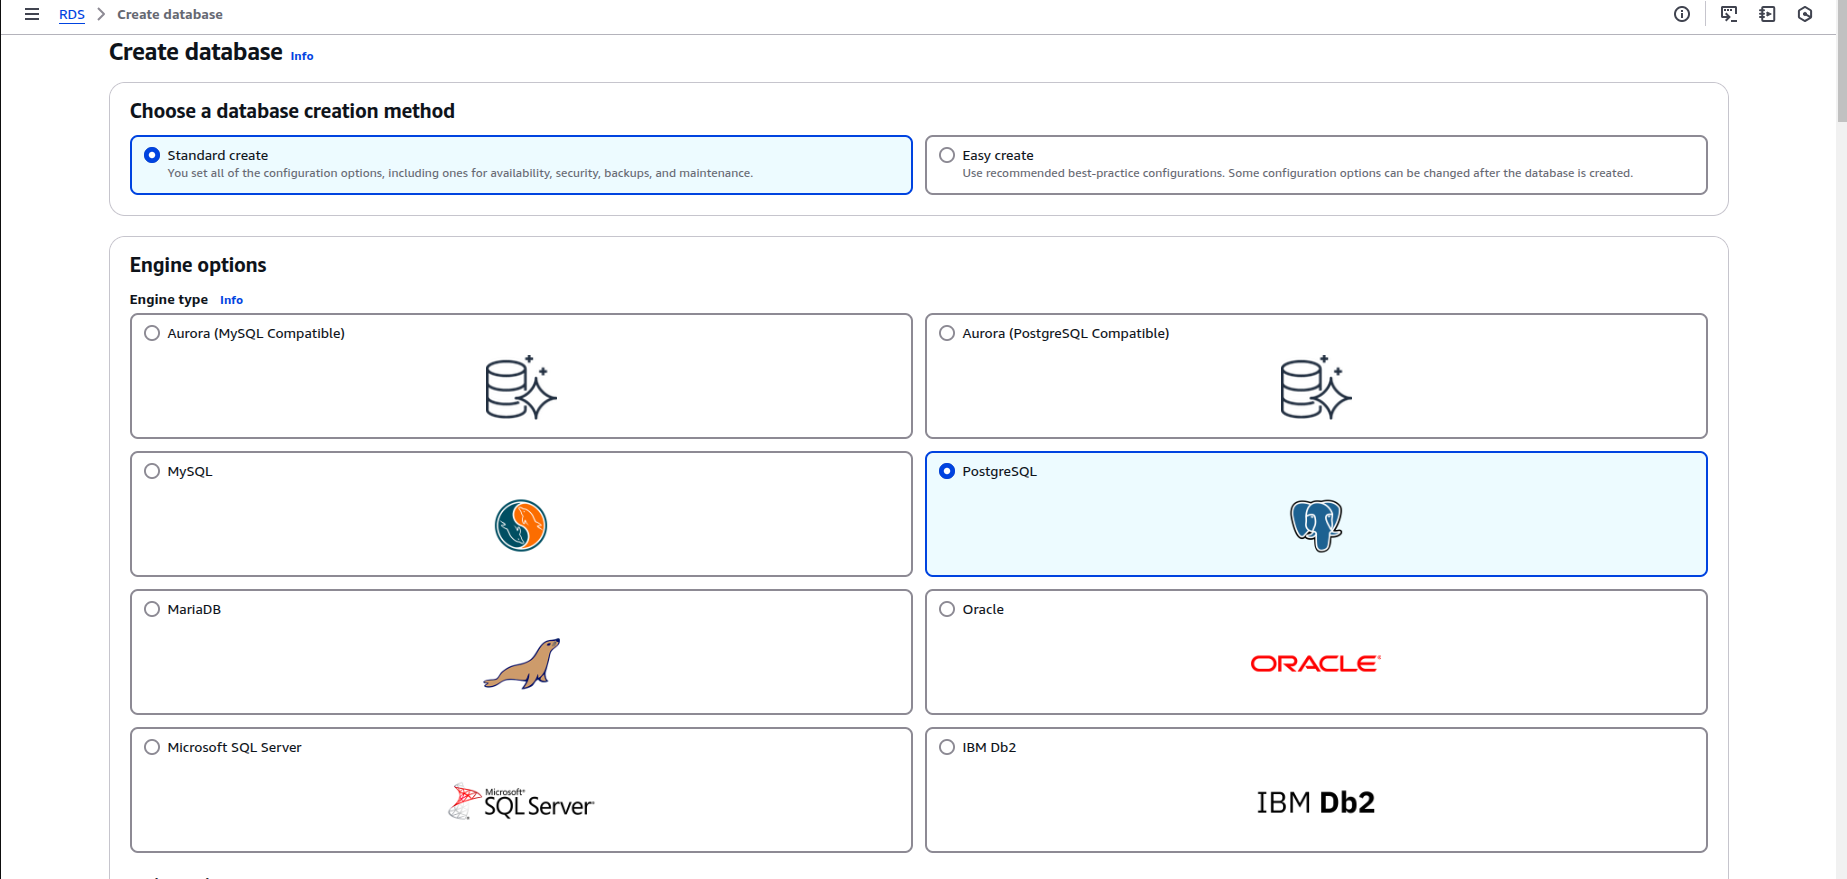 RDS > Create database
Create database Info
Choose a database creation method
Standard create
You set all of the configuration options, including ones for availability, security, backups, and maintenance.
Easy create
Use recommended best-practice configurations. Some configuration options can be changed after the database is created.
Engine options
Engine type Info
Aurora (MySQL Compatible)
Aurora (PostgreSQL Compatible)
MySQL
PostgreSQL
MariaDB
Oracle
ORACLE®
Microsoft SQL Server
Microsoft®
SQL Server®
IBM Db2
IBM Db2